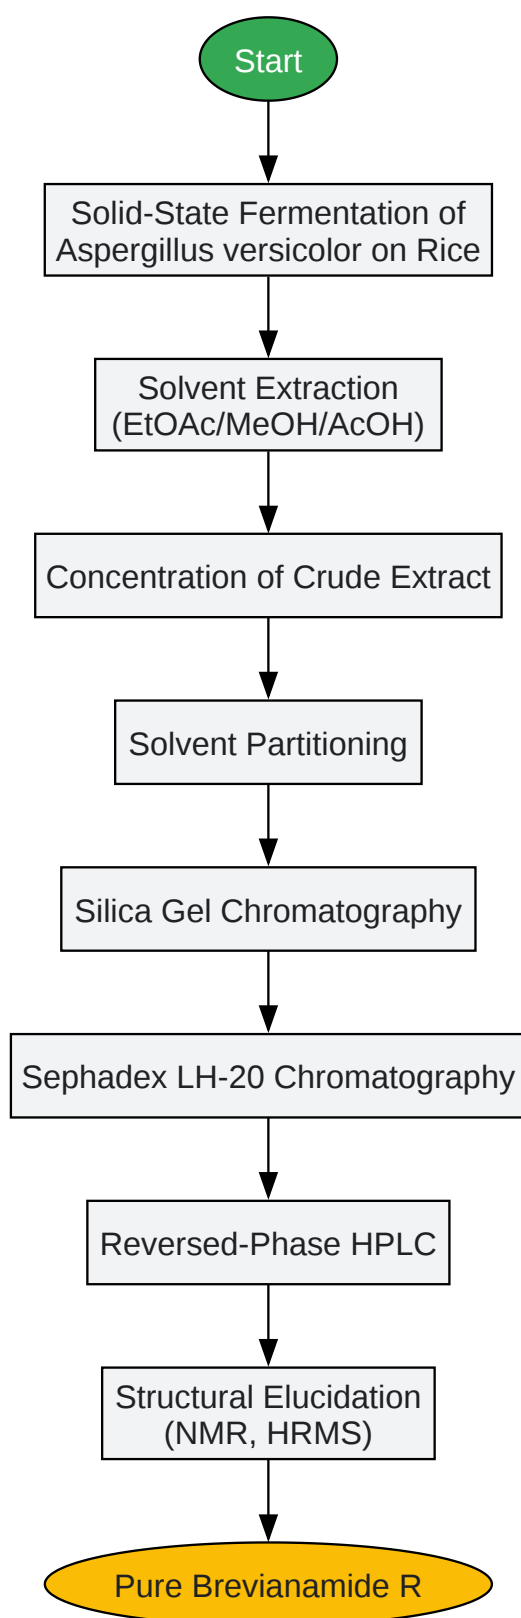 Start
Solid-State Fermentation of
Aspergillus versicolor on Rice
Solvent Extraction
(EtOAc/MeOH/AcOH)
Concentration of Crude Extract
Solvent Partitioning
Silica Gel Chromatography
Sephadex LH-20 Chromatography
Reversed-Phase HPLC
Structural Elucidation
(NMR, HRMS)
Pure Brevianamide R